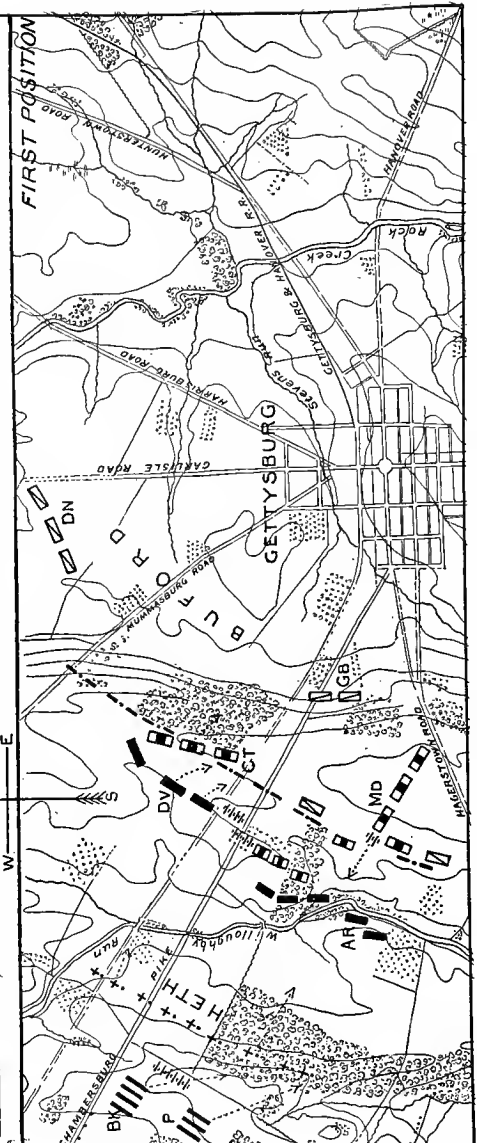 FIRST POSITION
HUNTERSTOWN ROAD
HANOVER ROAD
GETTYSBURG & HANOVER R.R.
Rock
Creek
Stevens Run
HARRISBURG ROAD
CARLISLE ROAD
GETTYSBURG
DN
BUFORD
MUMMASBURG ROAD
E
W
S
GB
CT
DV
MD
HAGERSTOWN ROAD
Willoughby
Run
AR
HETH
PIKE
CHAMBERSBURG
BN
P